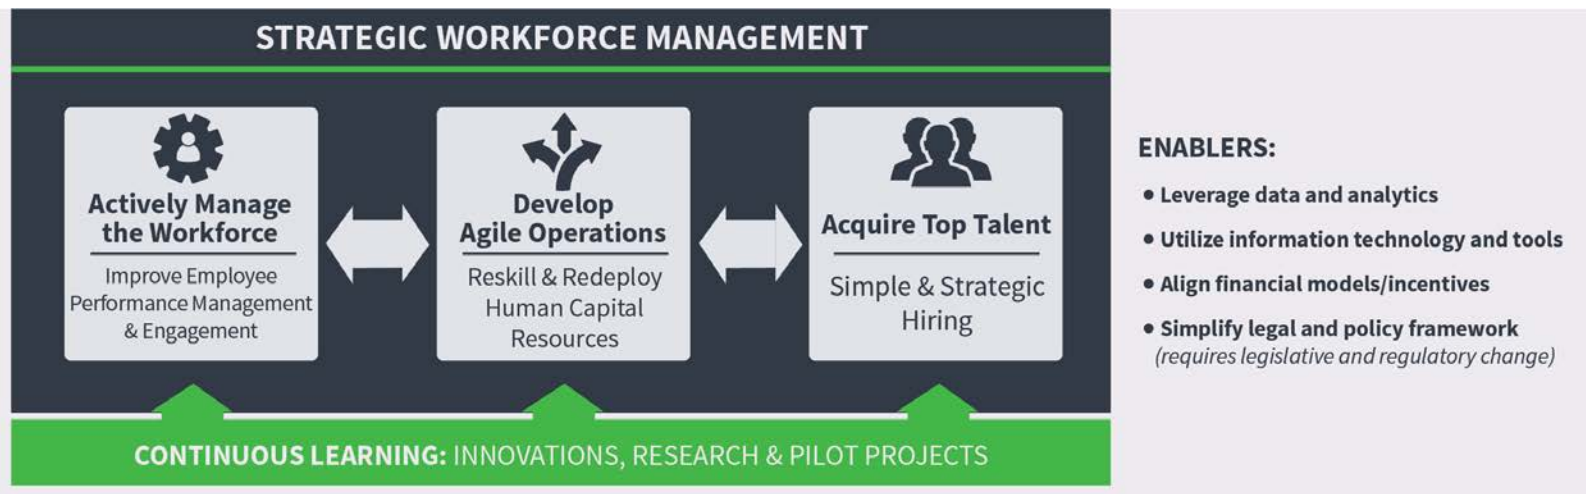 STRATEGIC WORKFORCE MANAGEMENT
Actively Manage
the Workforce
Improve Employee
Performance Management
& Engagement
Develop
Agile Operations
Reskill & Redeploy
Human Capital
Resources
Acquire Top Talent
Simple & Strategic
Hiring
CONTINUOUS LEARNING: INNOVATIONS, RESEARCH & PILOT PROJECTS
ENABLERS:
• Leverage data and analytics
• Utilize information technology and tools
• Align financial models/incentives
• Simplify legal and policy framework
(requires legislative and regulatory change)